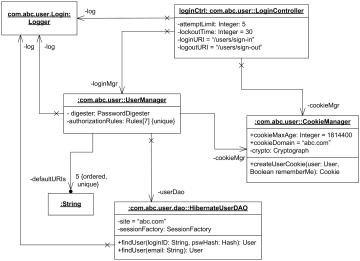 com.abc.user.Login:
Logger
-log
loginCtrl: com.abc.user::LoginController
-attemptLimit: Integer: 5
-lockoutTime: Integer = 30
-loginURI = "/users/sign-in"
-logoutURI = "/users/sign-out"
-log
-log
-loginMgr
-cookieMgr
:com.abc.user::UserManager
- digester: PasswordDigester
-authorizationRules: Rules[7] {unique}
:com.abc.user::CookieManager
+cookieMaxAge: Integer = 1814400
+cookieDomain = "abc.com"
-crypto: Cryptograph
+createUserCookie(user: User,
Boolean rememberMe): Cookie
-cookieMgr
5 {ordered,
unique}
-defaultURIs
-userDao
:String
:com.abc.user.dao::HibernateUserDAO
-site = "abc.com"
-sessionFactory: SessionFactory
+findUser(loginID: String, pswHash: Hash): User
+findUser(email: String): User